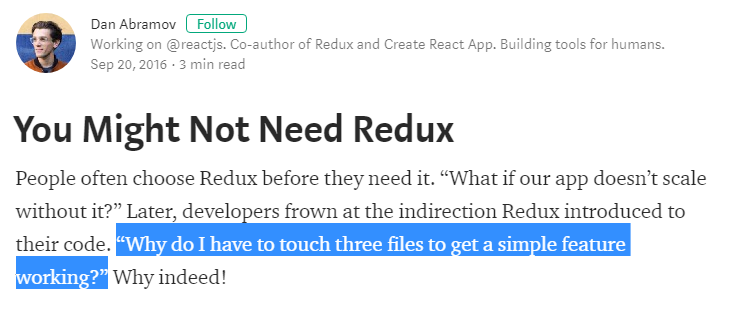 Dan Abramov Follow
Working on @reactjs. Co-author of Redux and Create React App. Building tools for humans.
Sep 20, 2016 · 3 min read
You Might Not Need Redux
People often choose Redux before they need it. “What if our app doesn’t scale
without it?” Later, developers frown at the indirection Redux introduced to
their code. “Why do I have to touch three files to get a simple feature
working?” Why indeed!